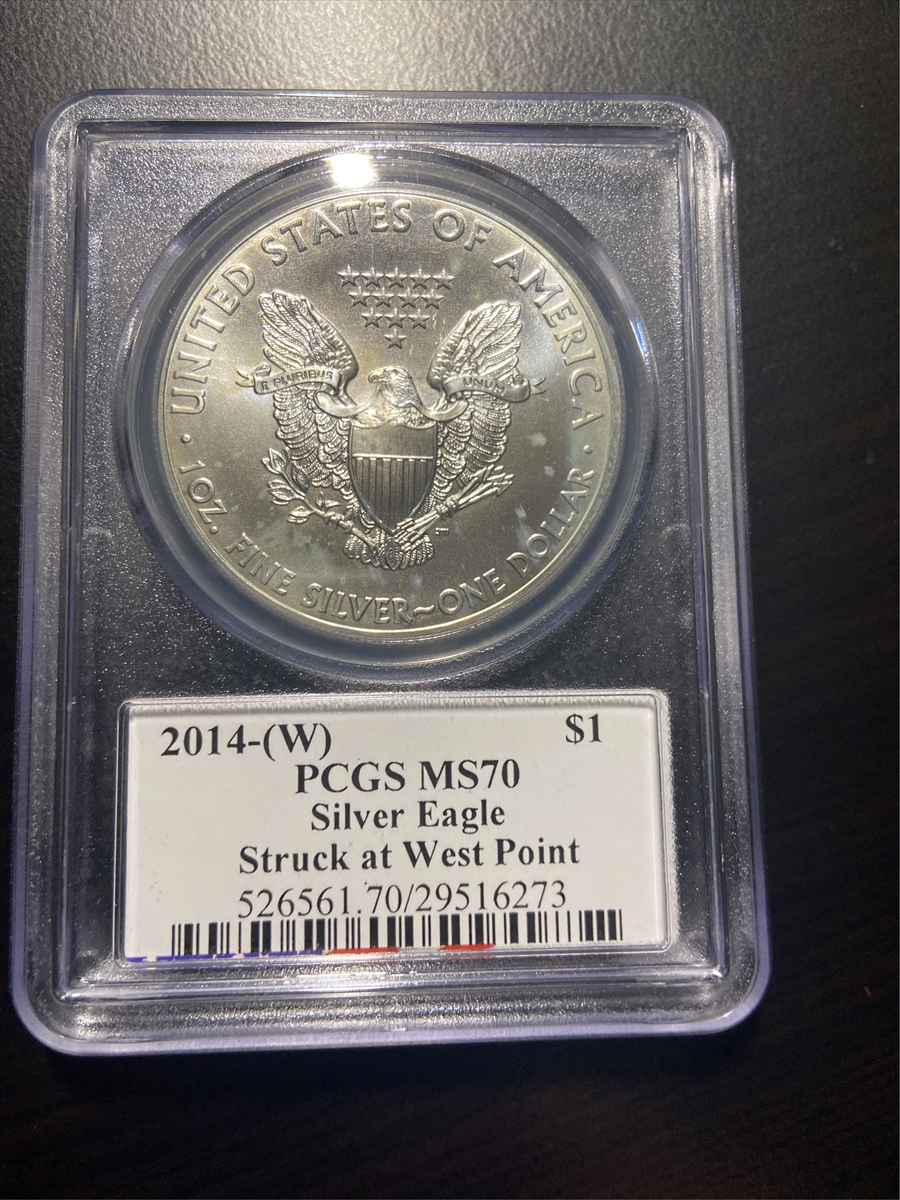 UNITED STATES OF AMERICA
E PLURIBUS UNUM
· 1 OZ. FINE SILVER~ONE DOLLAR ·
2014-(W) $1
PCGS MS70
Silver Eagle
Struck at West Point
526561.70/29516273